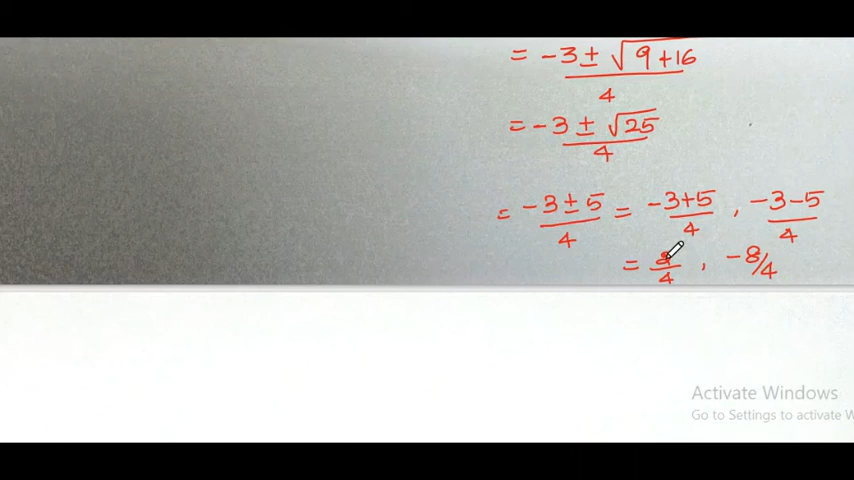 = -3 ± √9+16 / 4
= -3 ± √25 / 4
= -3 ± 5 / 4 = -3+5 / 4 , -3-5 / 4
= / 4 , -8/4
Activate Windows
Go to Settings to activate W